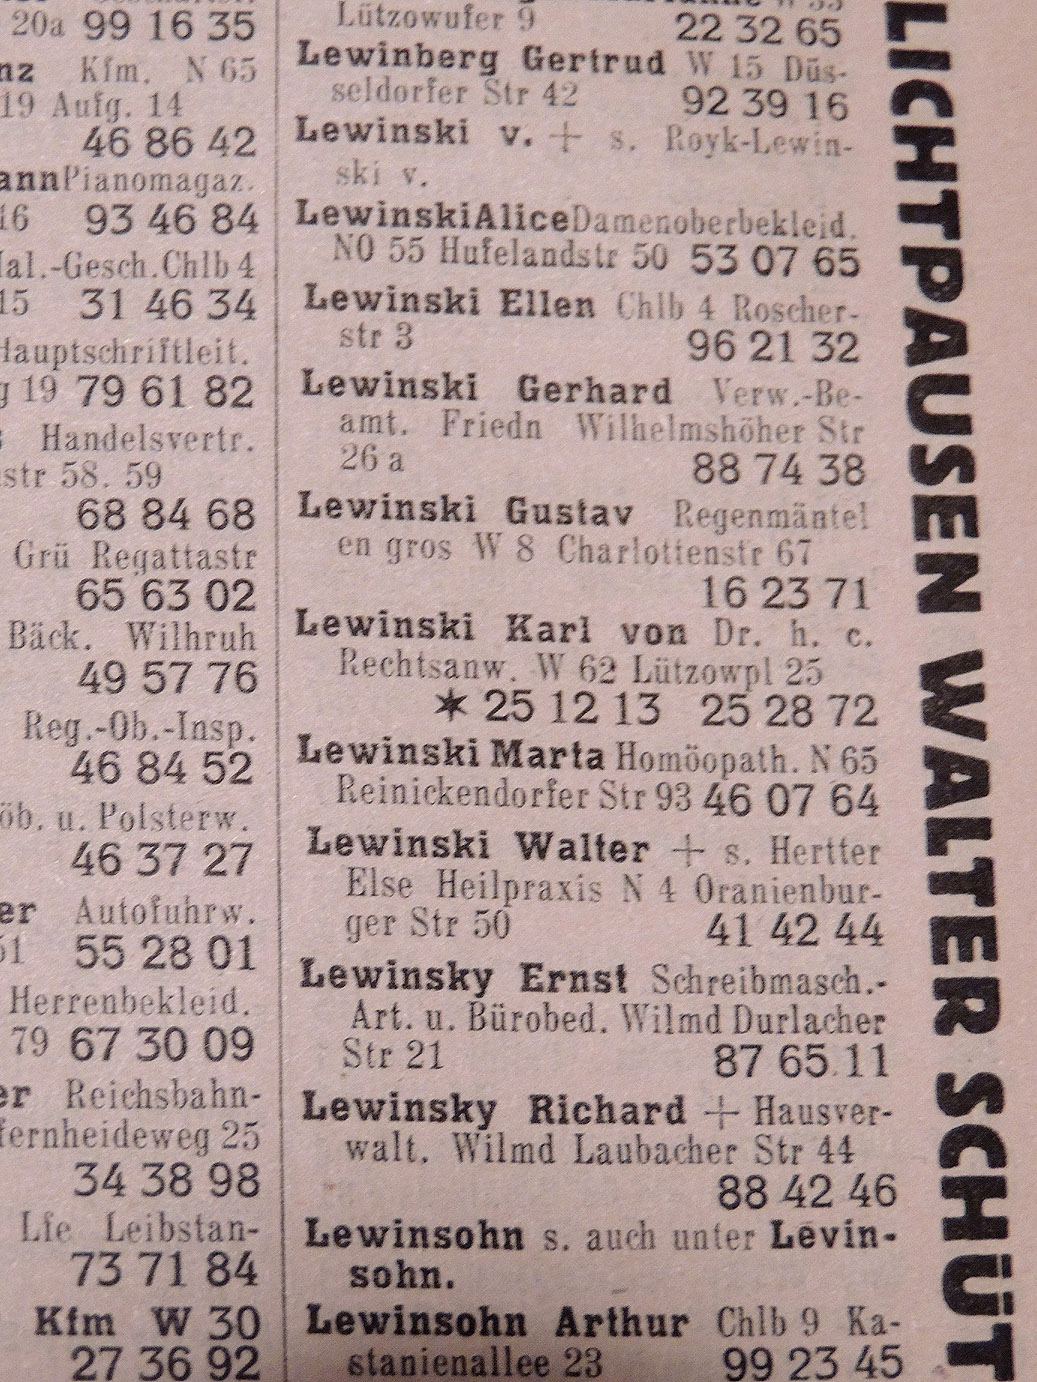 20a 99 16 35
nz Kfm. N 65
19 Aufg. 14
46 86 42
ann Pianomagaz.
16 93 46 84
al.-Gesch. Chlb 4
15 31 46 34
Hauptschriftleit.
g 19 79 61 82
Handelsvertr.
str 58. 59
68 84 68
Grü Regattastr
65 63 02
Bäck. Wilhruh
49 57 76
Reg.-Ob.-Insp.
46 84 52
öb. u. Polsterw.
46 37 27
er Autofuhrw.
51 55 28 01
Herrenbekleid.
79 67 30 09
er Reichsbahn-
fernheideweg 25
34 38 98
Lfe Leibstan-
73 71 84
Kfm W 30
27 36 92
Lützowufer 9 22 32 65
Lewinberg Gertrud W 15 Düs-
seldorfer Str 42 92 39 16
Lewinski v. + s. Royk-Lewin-
ski v.
Lewinski Alice Damenoberbekleid.
NO 55 Hufelandstr 50 53 07 65
Lewinski Ellen Chlb 4 Roscher-
str 3 96 21 32
Lewinski Gerhard Verw.-Be-
amt. Friedn Wilhelmshöher Str
26 a 88 74 38
Lewinski Gustav Regenmäntel
en gros W 8 Charlottenstr 67
16 23 71
Lewinski Karl von Dr. h. c.
Rechtsanw. W 62 Lützowpl 25
✶ 25 12 13 25 28 72
Lewinski Marta Homöopath. N 65
Reinickendorfer Str 93 46 07 64
Lewinski Walter + s. Hertter
Else Heilpraxis N 4 Oranienbur-
ger Str 50 41 42 44
Lewinsky Ernst Schreibmasch.-
Art. u. Bürobed. Wilmd Durlacher
Str 21 87 65 11
Lewinsky Richard + Hausver-
walt. Wilmd Laubacher Str 44
88 42 46
Lewinsohn s. auch unter Levin-
sohn.
Lewinsohn Arthur Chlb 9 Ka-
stanienallee 23 99 23 45
LICHTPAUSEN WALTER SCHÜT